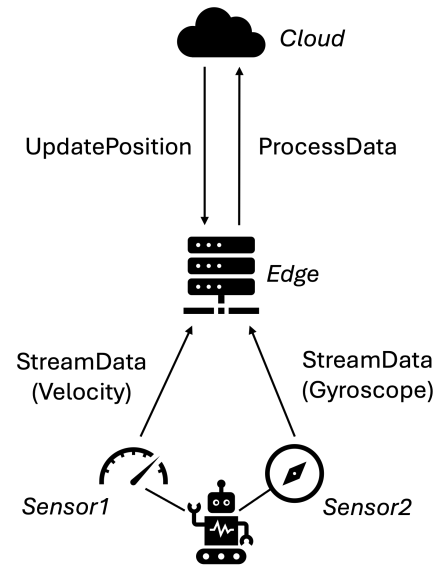 Cloud
UpdatePosition
ProcessData
Edge
StreamData
(Velocity)
StreamData
(Gyroscope)
Sensor1
Sensor2